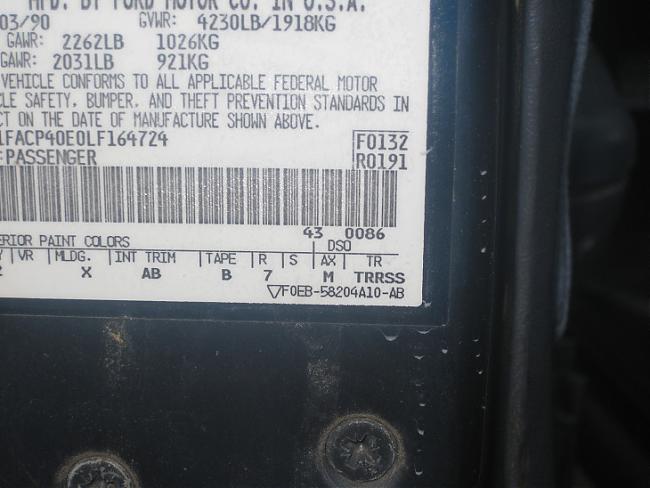 MFD. BY FORD MOTOR CO. IN U.S.A.
03/90 GVWR: 4230LB/1918KG
GAWR: 2262LB 1026KG
GAWR: 2031LB 921KG
VEHICLE CONFORMS TO ALL APPLICABLE FEDERAL MOTOR
CLE SAFETY, BUMPER, AND THEFT PREVENTION STANDARDS IN
CT ON THE DATE OF MANUFACTURE SHOWN ABOVE.
1FACP40E0LF164724 F0132
:PASSENGER R0191
43 0086
ERIOR PAINT COLORS DSO
Y VR MLDG. INT TRIM TAPE R S AX TR
X AB B 7 M TRRSS
▽F0EB-58204A10-AB